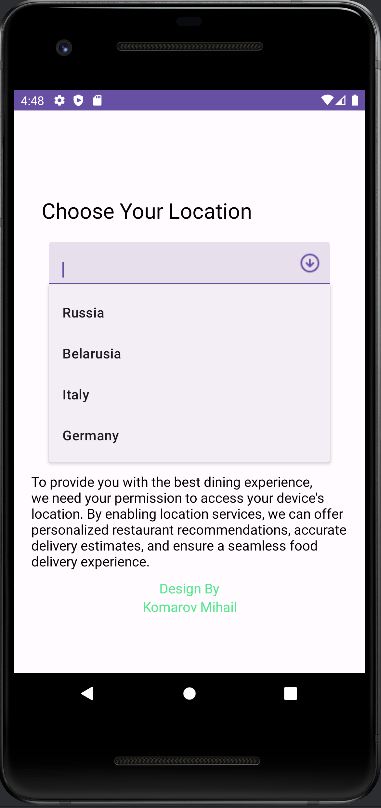 4:48
Choose Your Location
Russia
Belarusia
Italy
Germany
To provide you with the best dining experience,
we need your permission to access your device's
location. By enabling location services, we can offer
personalized restaurant recommendations, accurate
delivery estimates, and ensure a seamless food
delivery experience.
Design By
Komarov Mihail